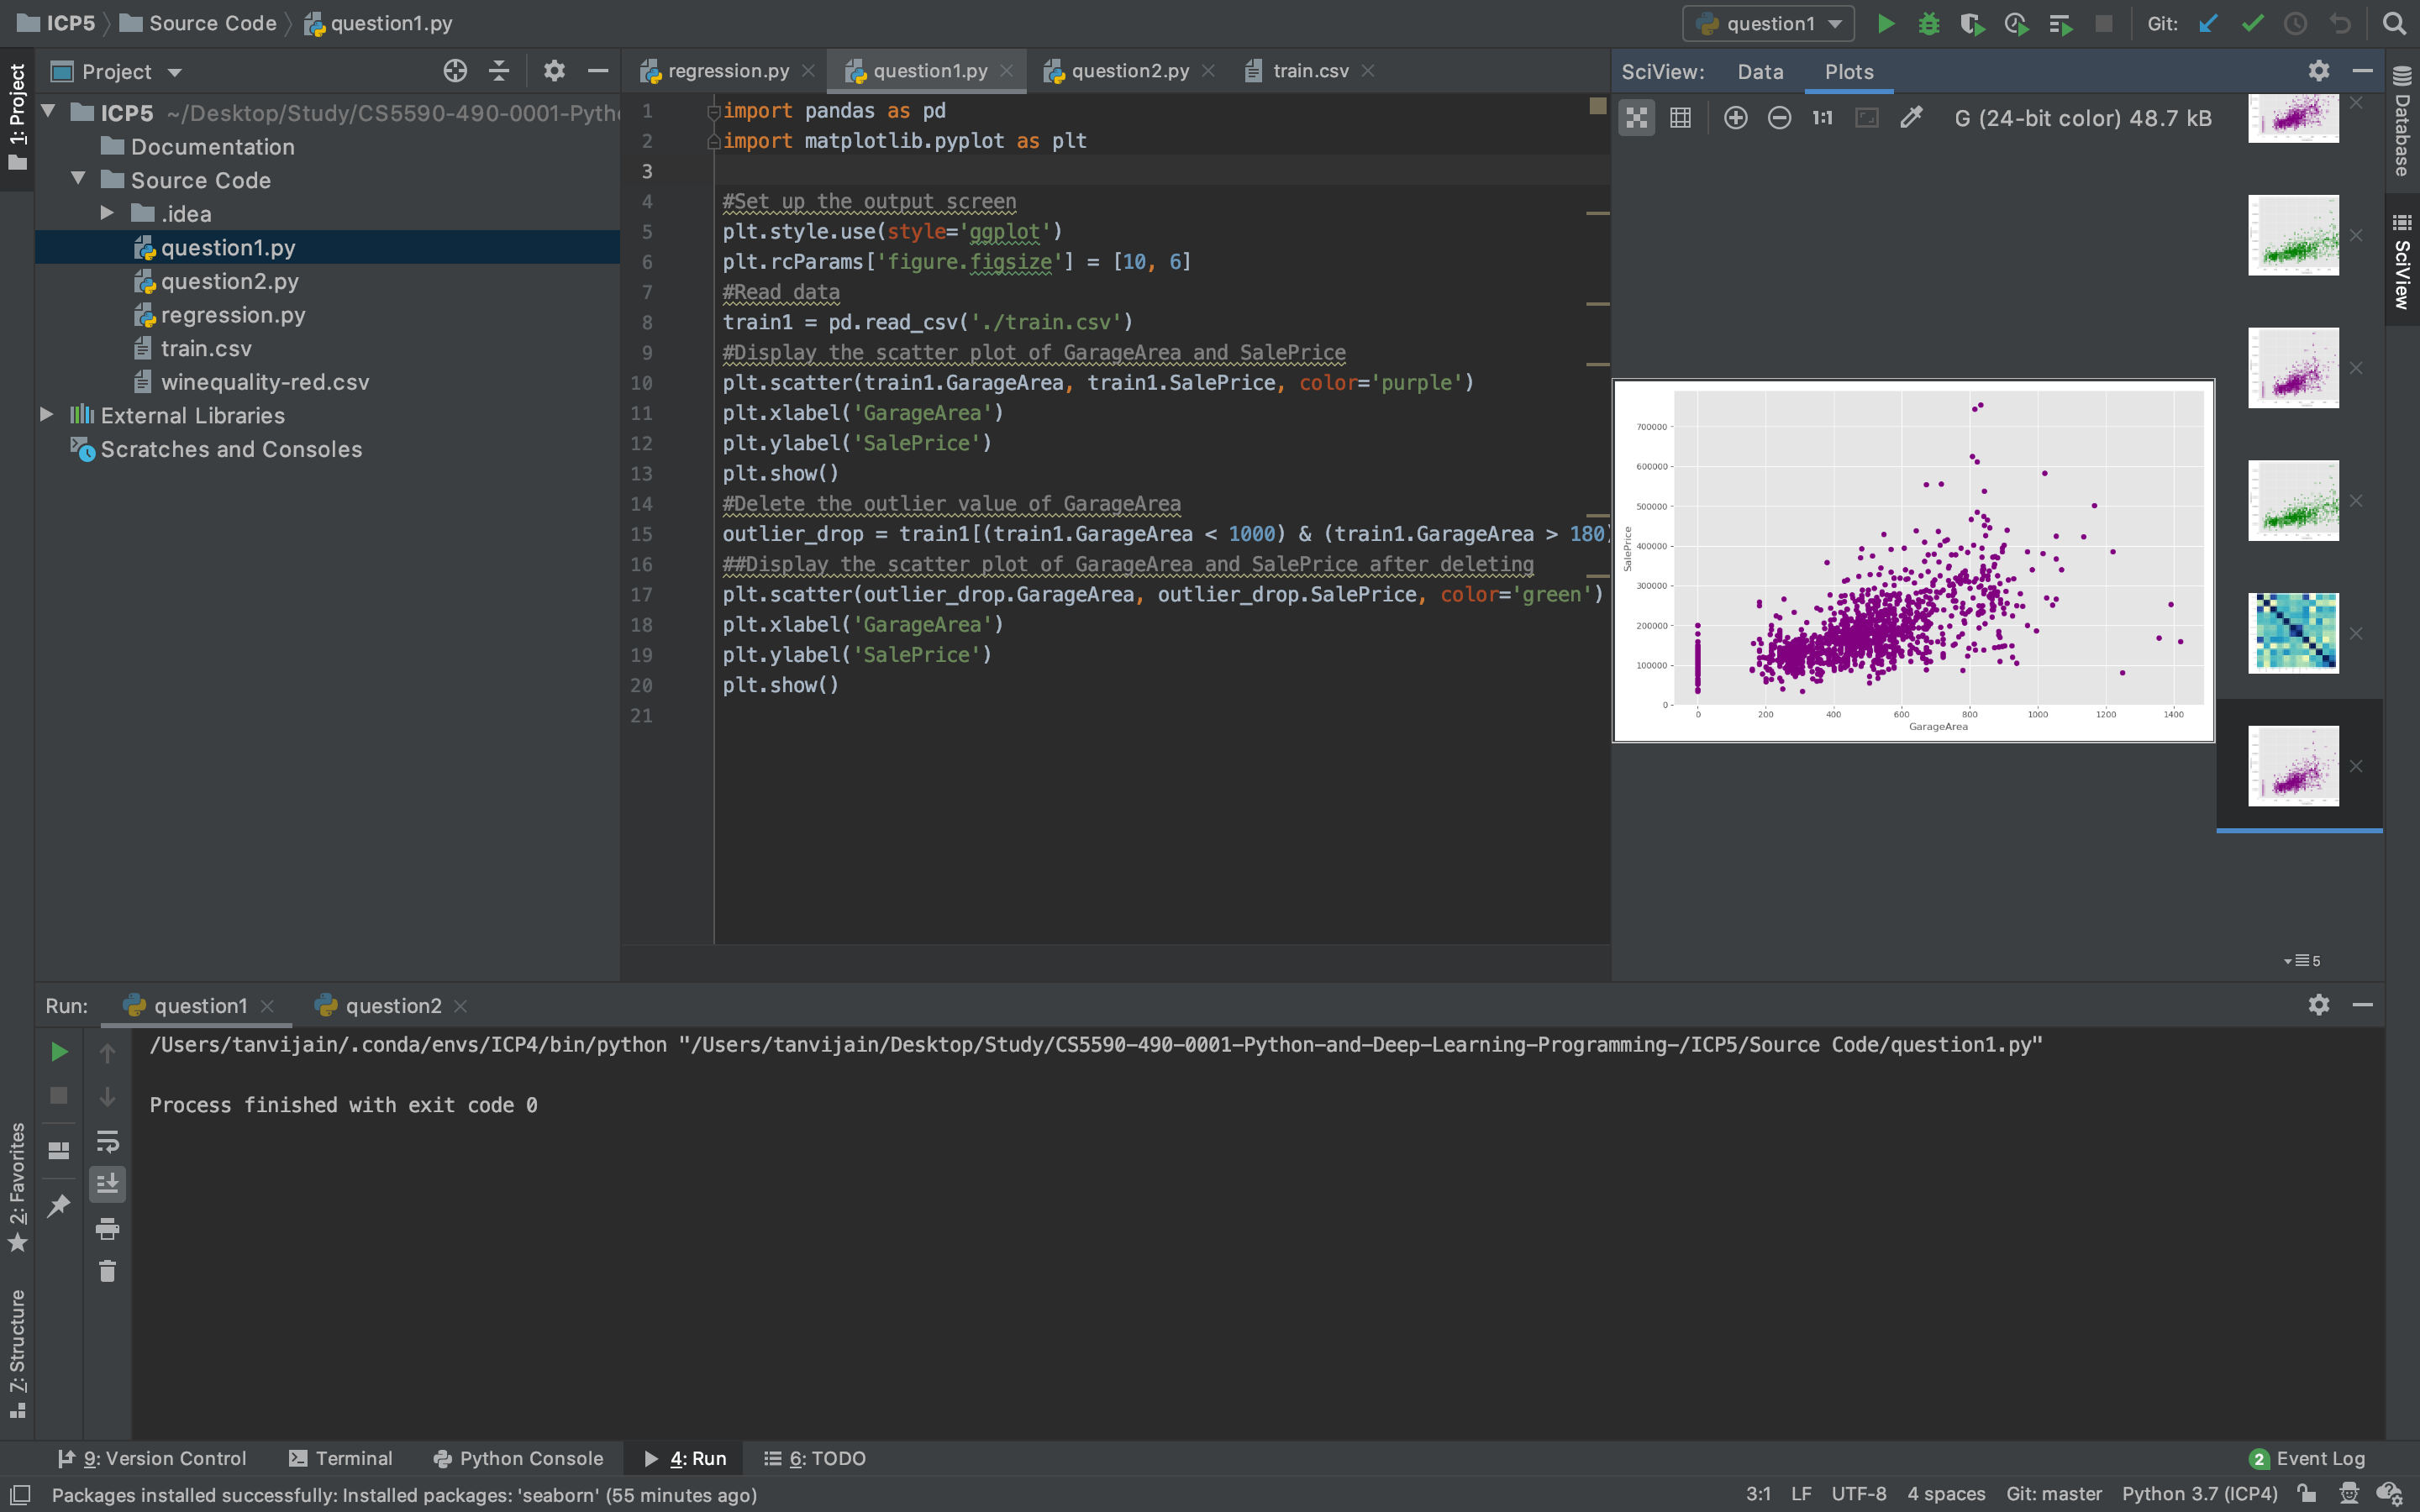 ICP5 Source Code question1.py question1 Git:
1: Project
Project
ICP5 ~/Desktop/Study/CS5590-490-0001-Pyth
Documentation
Source Code
.idea
question1.py
question2.py
regression.py
train.csv
winequality-red.csv
External Libraries
Scratches and Consoles
regression.py question1.py question2.py train.csv
1 import pandas as pd
2 import matplotlib.pyplot as plt
3
4 #Set up the output screen
5 plt.style.use(style='ggplot')
6 plt.rcParams['figure.figsize'] = [10, 6]
7 #Read data
8 train1 = pd.read_csv('./train.csv')
9 #Display the scatter plot of GarageArea and SalePrice
10 plt.scatter(train1.GarageArea, train1.SalePrice, color='purple')
11 plt.xlabel('GarageArea')
12 plt.ylabel('SalePrice')
13 plt.show()
14 #Delete the outlier value of GarageArea
15 outlier_drop = train1[(train1.GarageArea < 1000) & (train1.GarageArea > 180)
16 ##Display the scatter plot of GarageArea and SalePrice after deleting
17 plt.scatter(outlier_drop.GarageArea, outlier_drop.SalePrice, color='green')
18 plt.xlabel('GarageArea')
19 plt.ylabel('SalePrice')
20 plt.show()
21
SciView: Data Plots
1:1 G (24-bit color) 48.7 kB
700000
600000
500000
400000
300000
200000
100000
0
SalePrice
0 200 400 600 800 1000 1200 1400
GarageArea
5
Database
SciView
Run: question1 question2
/Users/tanvijain/.conda/envs/ICP4/bin/python "/Users/tanvijain/Desktop/Study/CS5590-490-0001-Python-and-Deep-Learning-Programming-/ICP5/Source Code/question1.py"
Process finished with exit code 0
2: Favorites
7: Structure
9: Version Control Terminal Python Console 4: Run 6: TODO 2 Event Log
Packages installed successfully: Installed packages: 'seaborn' (55 minutes ago) 3:1 LF UTF-8 4 spaces Git: master Python 3.7 (ICP4)